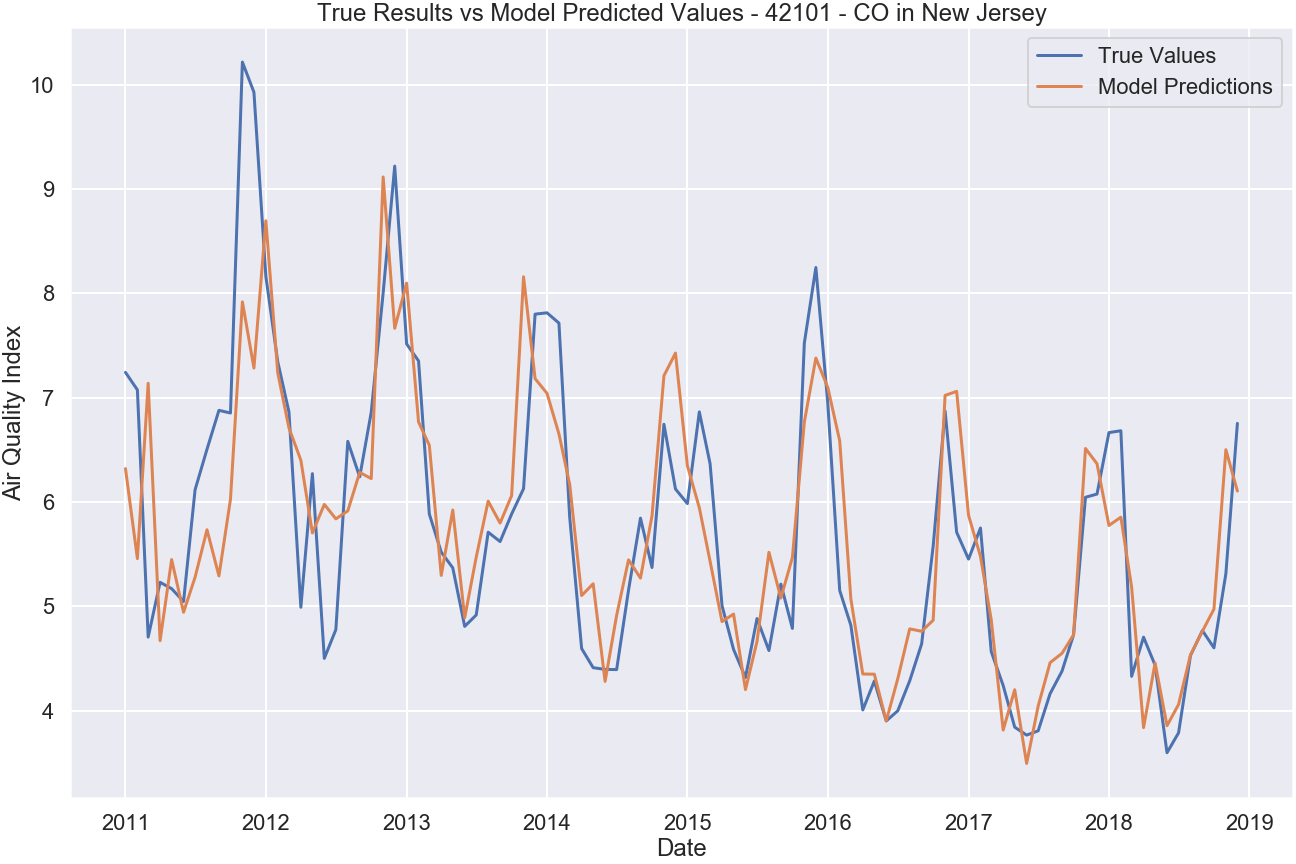 True Results vs Model Predicted Values - 42101 - CO in New Jersey
True Values
Model Predictions
Air Quality Index
10
9
8
7
6
5
4
2011 2012 2013 2014 2015 2016 2017 2018 2019
Date